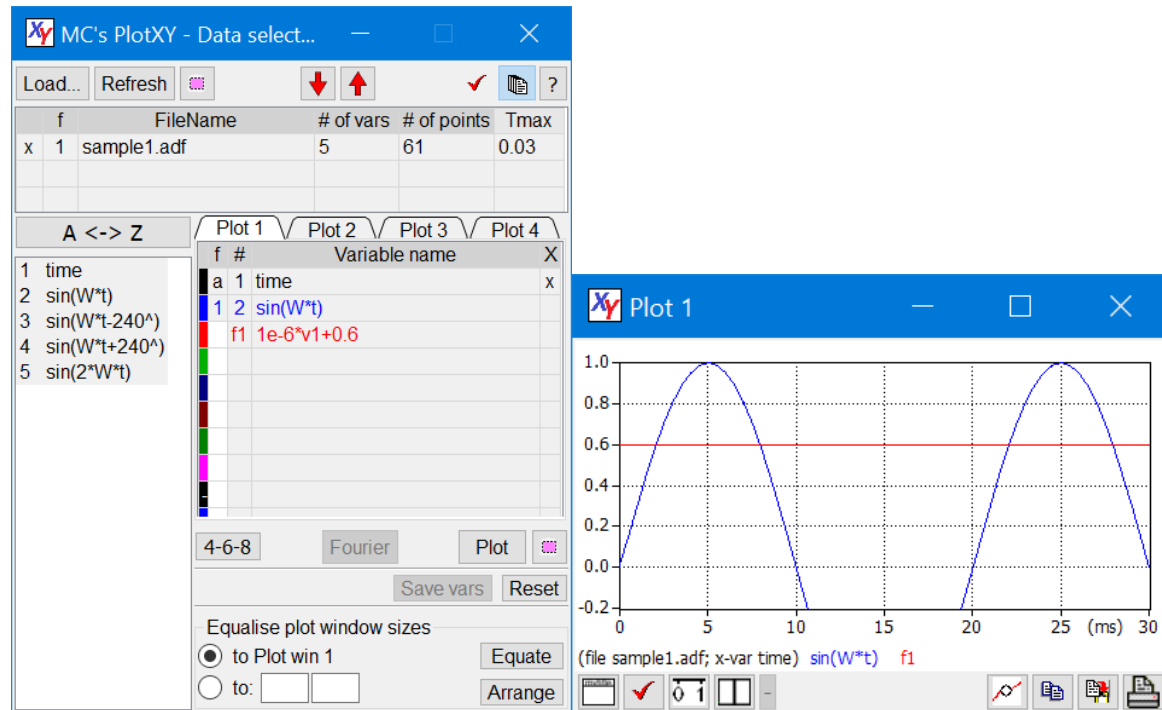 XY MC's PlotXY - Data select...
Load... Refresh ?
f FileName # of vars # of points Tmax
x 1 sample1.adf 5 61 0.03
A <-> Z
1 time
2 sin(W*t)
3 sin(W*t-240^)
4 sin(W*t+240^)
5 sin(2*W*t)
Plot 1 Plot 2 Plot 3 Plot 4
f # Variable name X
a 1 time x
1 2 sin(W*t)
f1 1e-6*v1+0.6
4-6-8 Fourier Plot
Save vars Reset
Equalise plot window sizes
to Plot win 1 Equate
to: Arrange
XY Plot 1
1.0
0.8
0.6
0.4
0.2
0.0
-0.2
0 5 10 15 20 25 (ms) 30
(file sample1.adf; x-var time) sin(W*t) f1
0 1 -